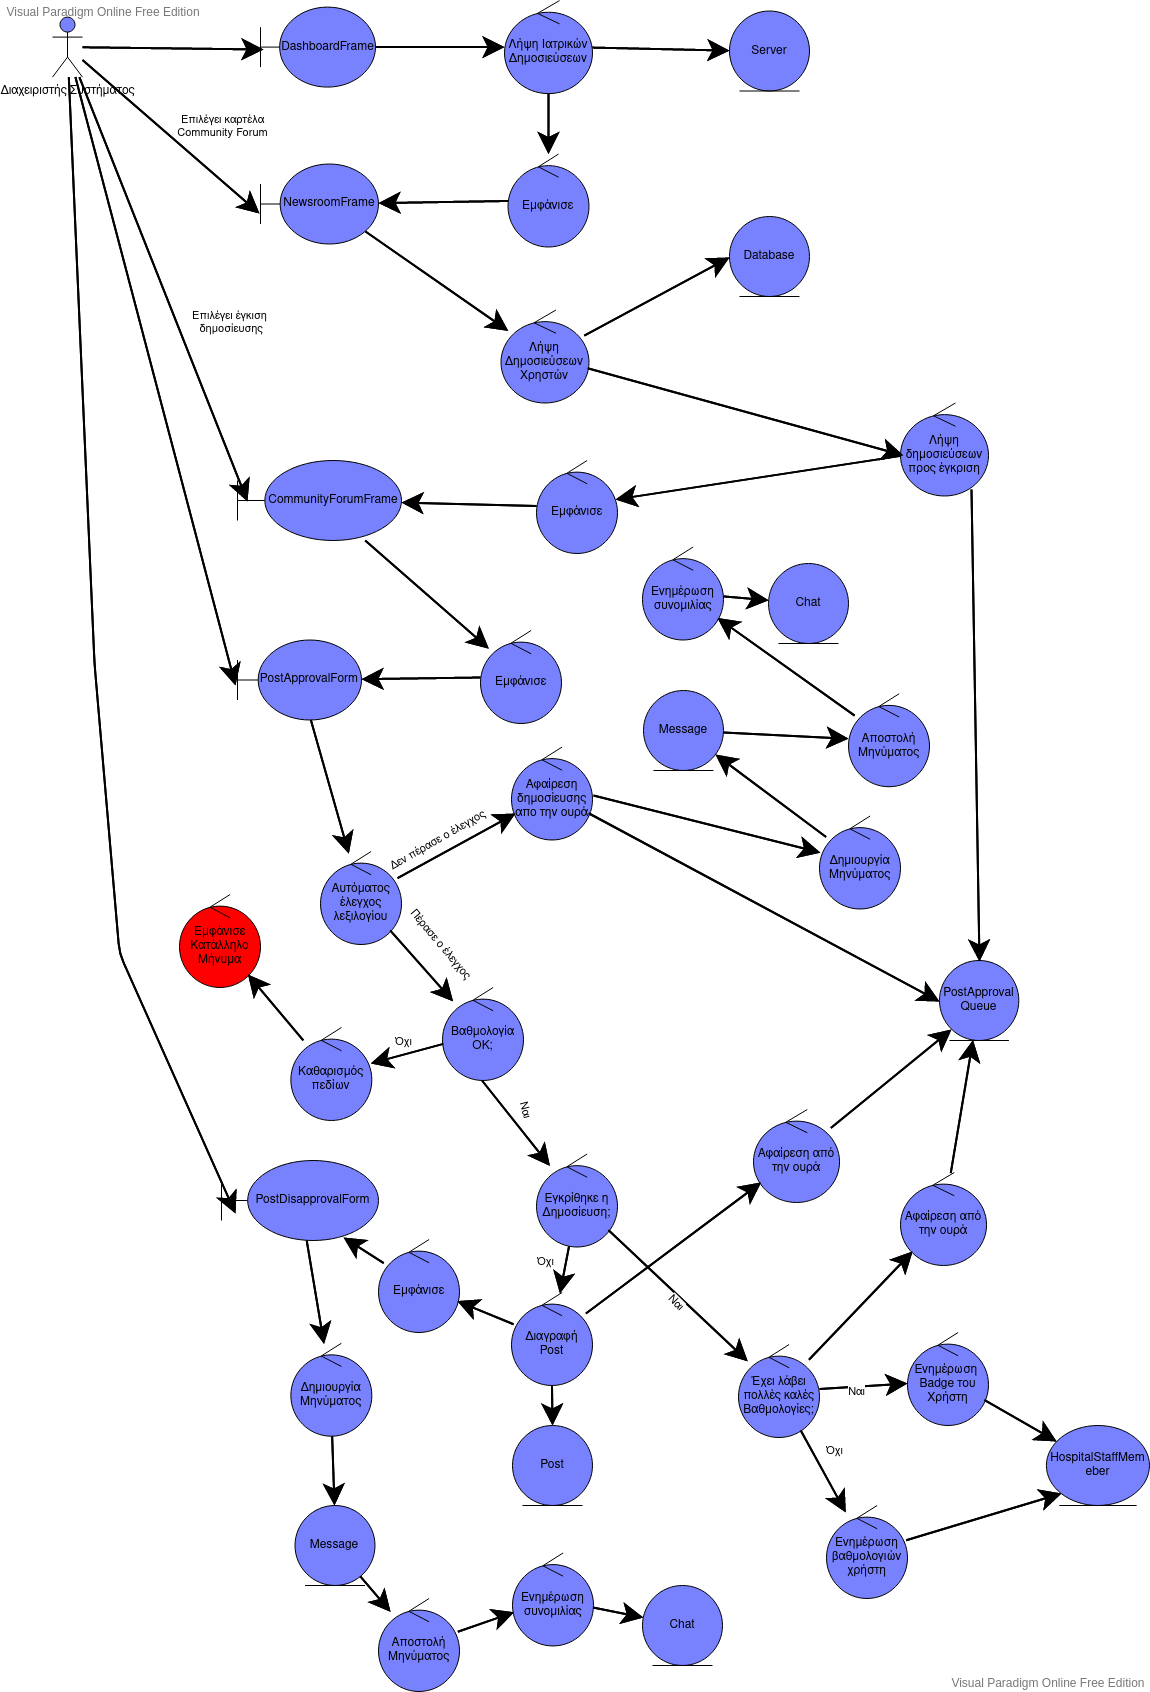 Visual Paradigm Online Free Edition
DashboardFrame
Λήψη Ιατρικών
Δημοσιεύσεων
Server
Διαχειριστής Συστήματος
Επιλέγει καρτέλα
Community Forum
NewsroomFrame
Εμφάνισε
Database
Επιλέγει έγκιση
δημοσίευσης
Λήψη
Δημοσιεύσεων
Χρηστών
Λήψη
δημοσιεύσεων
προς έγκριση
CommunityForumFrame
Εμφάνισε
Ενημέρωση
συνομιλίας
Chat
PostApprovalForm
Εμφάνισε
Message
Αποστολή
Μηνύματος
Αφαίρεση
δημοσίευσης
απο την ουρά
Δεν πέρασε ο έλεγχος
Δημιουργία
Μηνύματος
Αυτόματος
έλεγχος
λεξιλογίου
Πέρασε ο έλεγχος
Εμφάνισε
Κατάλληλο
Μήνυμα
PostApproval
Queue
Βαθμολογία
ΟΚ;
Όχι
Καθαρισμός
πεδίων
Ναι
Αφαίρεση από
την ουρά
PostDisapprovalForm
Εγκρίθηκε η
Δημοσίευση;
Αφαίρεση από
την ουρά
Όχι
Εμφάνισε
Ναι
Διαγραφή
Post
Έχει λάβει
πολλές καλές
Βαθμολογίες;
Ναι
Ενημέρωση
Badge του
Χρήστη
Δημιουργία
Μηνύματος
Όχι
Post
HospitalStaffMem
eber
Message
Ενημέρωση
βαθμολογιών
χρήστη
Ενημέρωση
συνομιλίας
Chat
Αποστολή
Μηνύματος
Visual Paradigm Online Free Edition